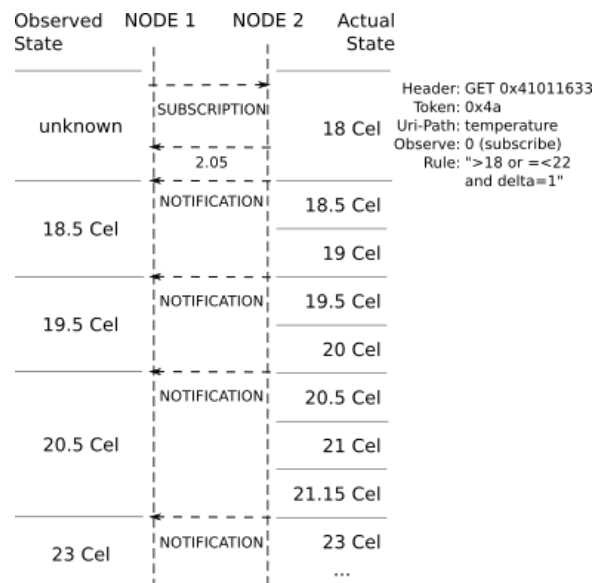 Observed State
NODE 1
NODE 2
Actual State
unknown
SUBSCRIPTION
2.05
18 Cel
Header: GET 0x41011633
Token: 0x4a
Uri-Path: temperature
Observe: 0 (subscribe)
Rule: ">18 or =<22
and delta=1"
NOTIFICATION
18.5 Cel
18.5 Cel
19 Cel
NOTIFICATION
19.5 Cel
19.5 Cel
20 Cel
NOTIFICATION
20.5 Cel
20.5 Cel
21 Cel
21.15 Cel
NOTIFICATION
23 Cel
23 Cel
...